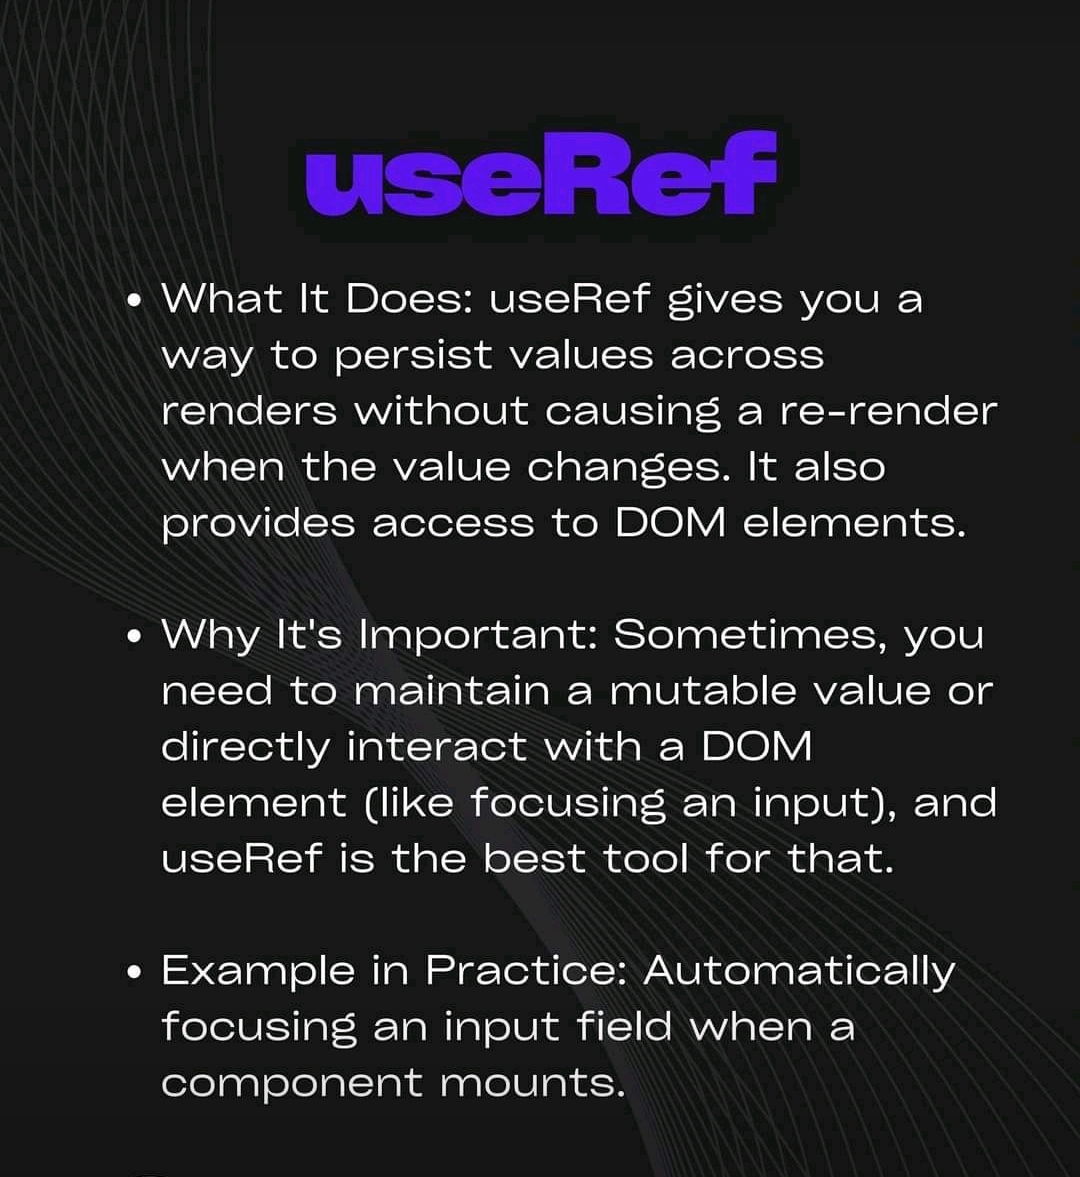 useRef
• What It Does: useRef gives you a
way to persist values across
renders without causing a re-render
when the value changes. It also
provides access to DOM elements.
• Why It's Important: Sometimes, you
need to maintain a mutable value or
directly interact with a DOM
element (like focusing an input), and
useRef is the best tool for that.
• Example in Practice: Automatically
focusing an input field when a
component mounts.